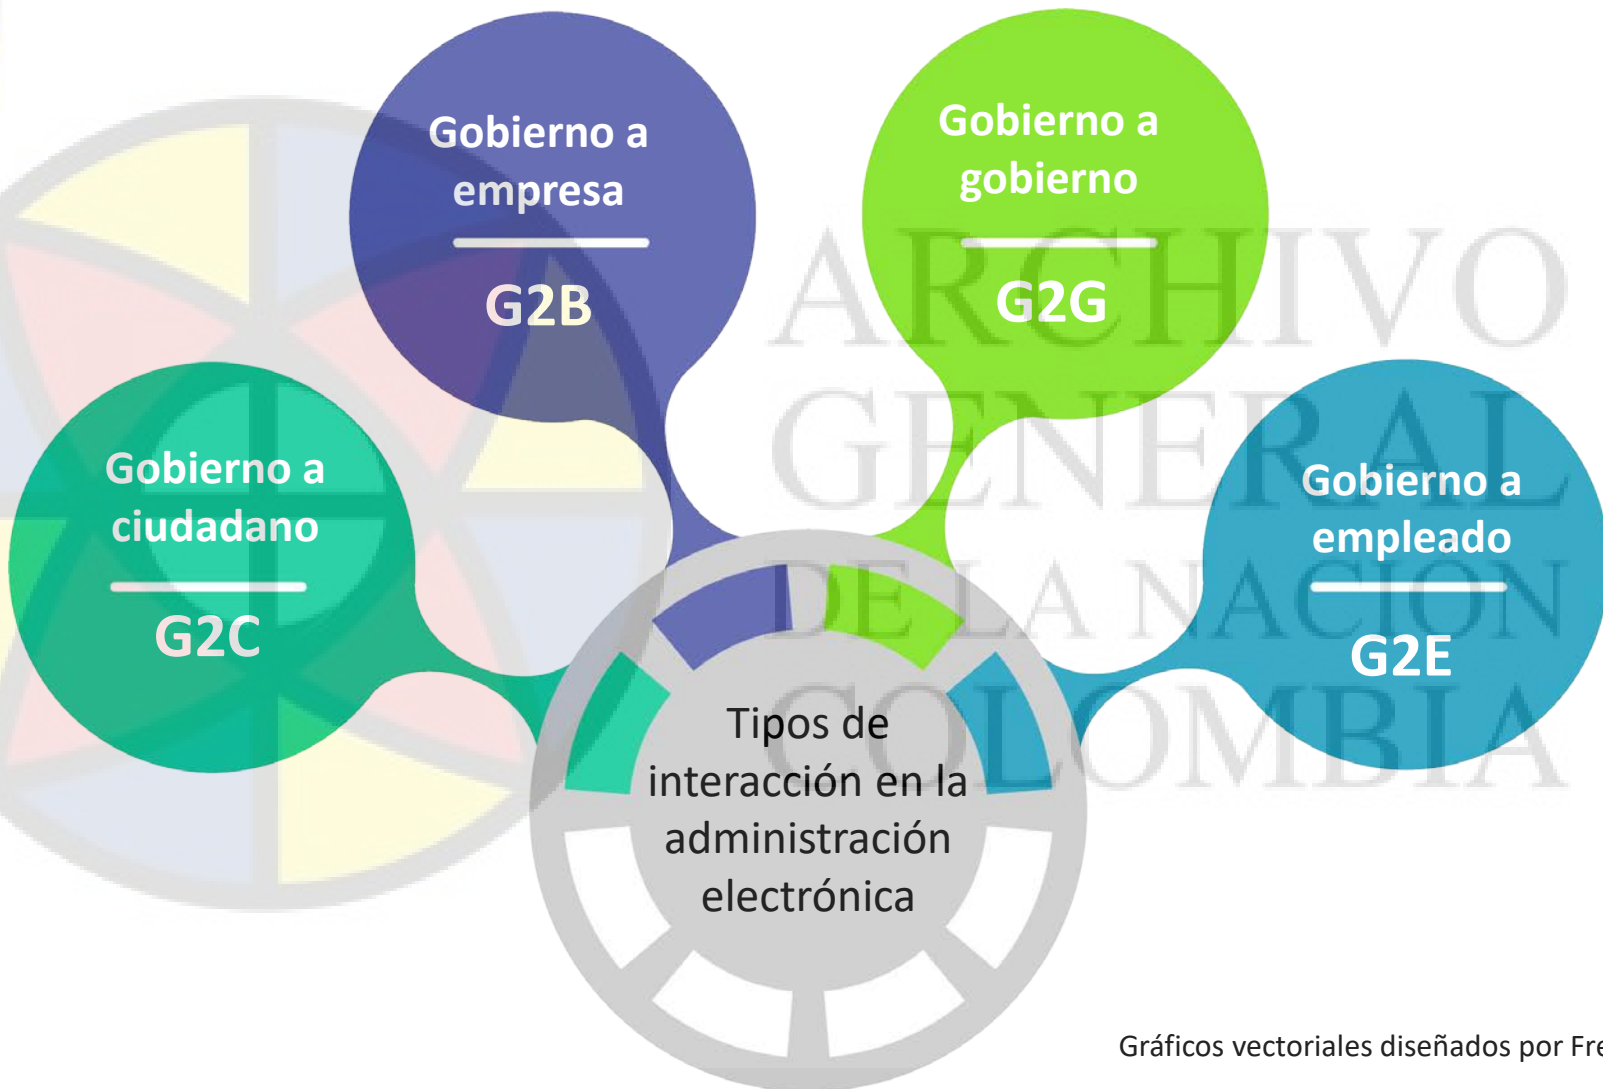 Gobierno a
empresa
G2B
Gobierno a
gobierno
G2G
Gobierno a
ciudadano
G2C
Gobierno a
empleado
G2E
Tipos de
interacción en la
administración
electrónica
ARCHIVO
GENERAL
DE LA NACIÓN
COLOMBIA
Gráficos vectoriales diseñados por